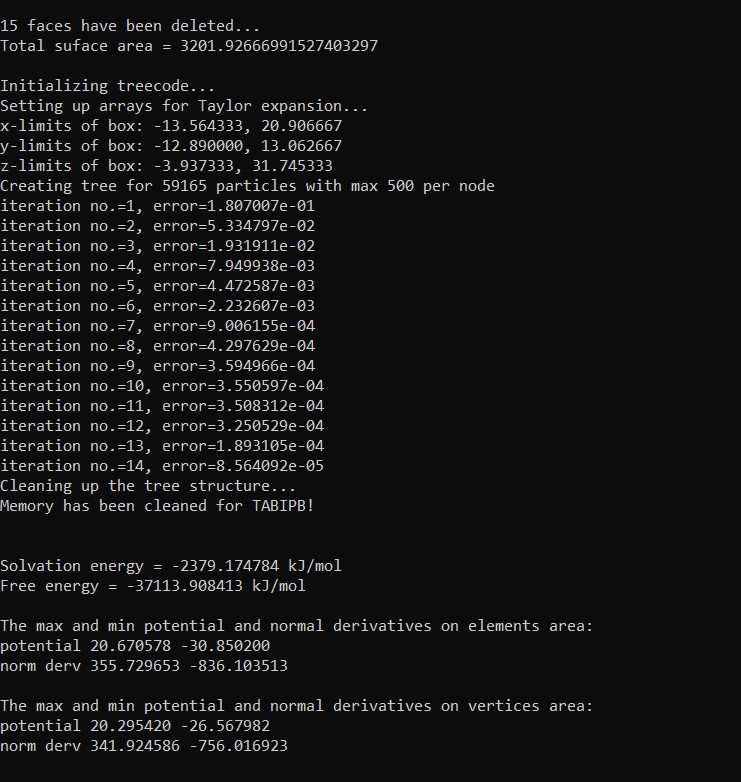 15 faces have been deleted...
Total suface area = 3201.92666991527403297
Initializing treecode...
Setting up arrays for Taylor expansion...
x-limits of box: -13.564333, 20.906667
y-limits of box: -12.890000, 13.062667
z-limits of box: -3.937333, 31.745333
Creating tree for 59165 particles with max 500 per node
iteration no.=1, error=1.807007e-01
iteration no.=2, error=5.334797e-02
iteration no.=3, error=1.931911e-02
iteration no.=4, error=7.949938e-03
iteration no.=5, error=4.472587e-03
iteration no.=6, error=2.232607e-03
iteration no.=7, error=9.006155e-04
iteration no.=8, error=4.297629e-04
iteration no.=9, error=3.594966e-04
iteration no.=10, error=3.550597e-04
iteration no.=11, error=3.508312e-04
iteration no.=12, error=3.250529e-04
iteration no.=13, error=1.893105e-04
iteration no.=14, error=8.564092e-05
Cleaning up the tree structure...
Memory has been cleaned for TABIPB!
Solvation energy = -2379.174784 kJ/mol
Free energy = -37113.908413 kJ/mol
The max and min potential and normal derivatives on elements area:
potential 20.670578 -30.850200
norm derv 355.729653 -836.103513
The max and min potential and normal derivatives on vertices area:
potential 20.295420 -26.567982
norm derv 341.924586 -756.016923